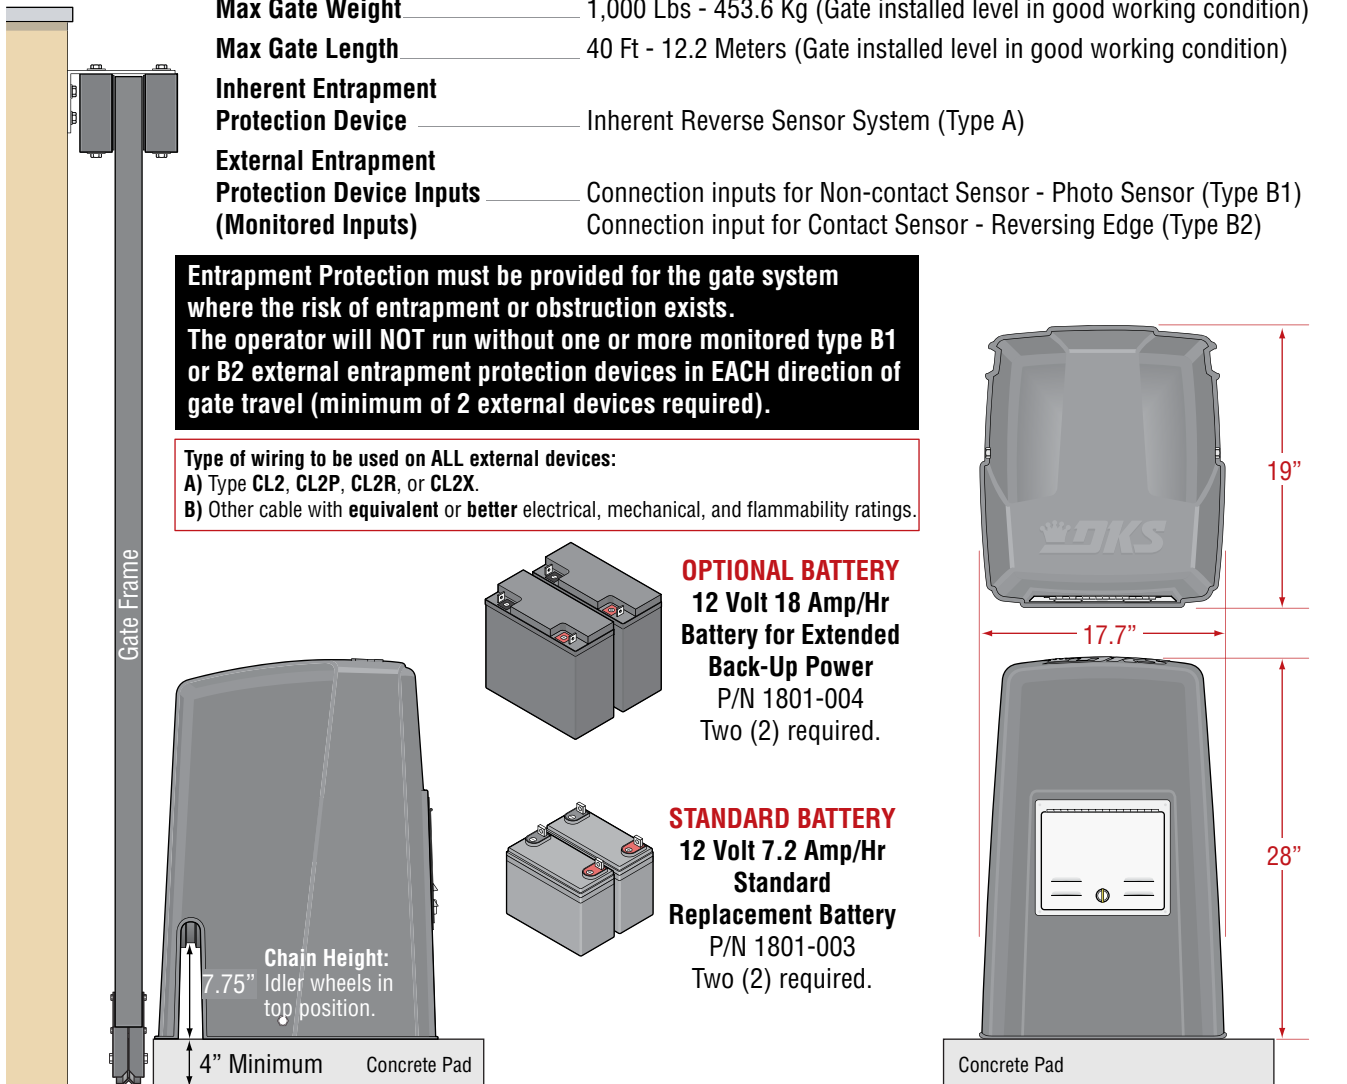 Max Gate Weight 1,000 Lbs - 453.6 Kg (Gate installed level in good working condition)
Max Gate Length 40 Ft - 12.2 Meters (Gate installed level in good working condition)
Inherent Entrapment
Protection Device Inherent Reverse Sensor System (Type A)
External Entrapment
Protection Device Inputs Connection inputs for Non-contact Sensor - Photo Sensor (Type B1)
(Monitored Inputs) Connection input for Contact Sensor - Reversing Edge (Type B2)
Entrapment Protection must be provided for the gate system
where the risk of entrapment or obstruction exists.
The operator will NOT run without one or more monitored type B1
or B2 external entrapment protection devices in EACH direction of
gate travel (minimum of 2 external devices required).
Type of wiring to be used on ALL external devices:
A) Type CL2, CL2P, CL2R, or CL2X.
B) Other cable with equivalent or better electrical, mechanical, and flammability ratings.
Gate Frame
OPTIONAL BATTERY
12 Volt 18 Amp/Hr
Battery for Extended
Back-Up Power
P/N 1801-004
Two (2) required.
STANDARD BATTERY
12 Volt 7.2 Amp/Hr
Standard
Replacement Battery
P/N 1801-003
Two (2) required.
DKS
19”
17.7”
28”
Chain Height:
7.75” Idler wheels in
top position.
4” Minimum
Concrete Pad
Concrete Pad